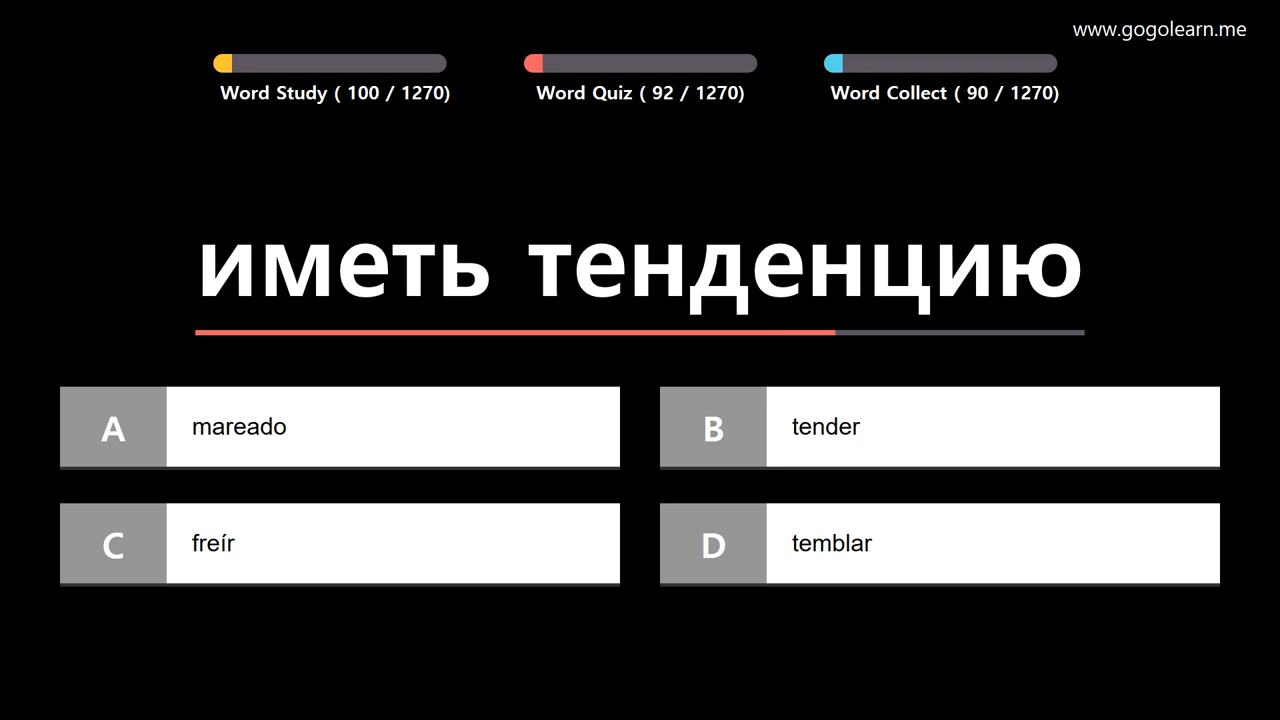 www.gogolearn.me
Word Study ( 100 / 1270)
Word Quiz ( 92 / 1270)
Word Collect ( 90 / 1270)
иметь тенденцию
A mareado
B tender
C freír
D temblar